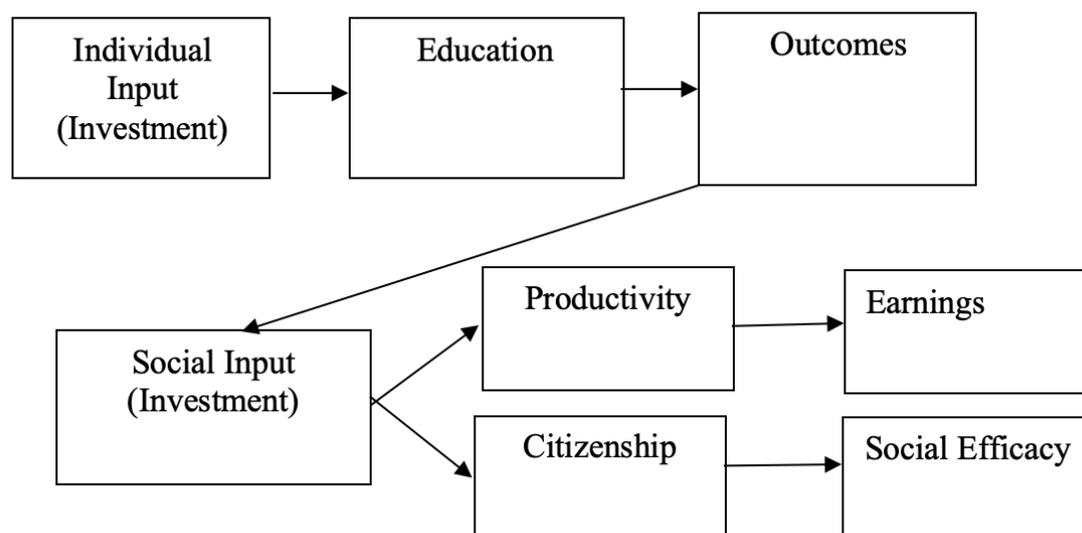 Individual
Input
(Investment)
Education
Outcomes
Social Input
(Investment)
Productivity
Earnings
Citizenship
Social Efficacy